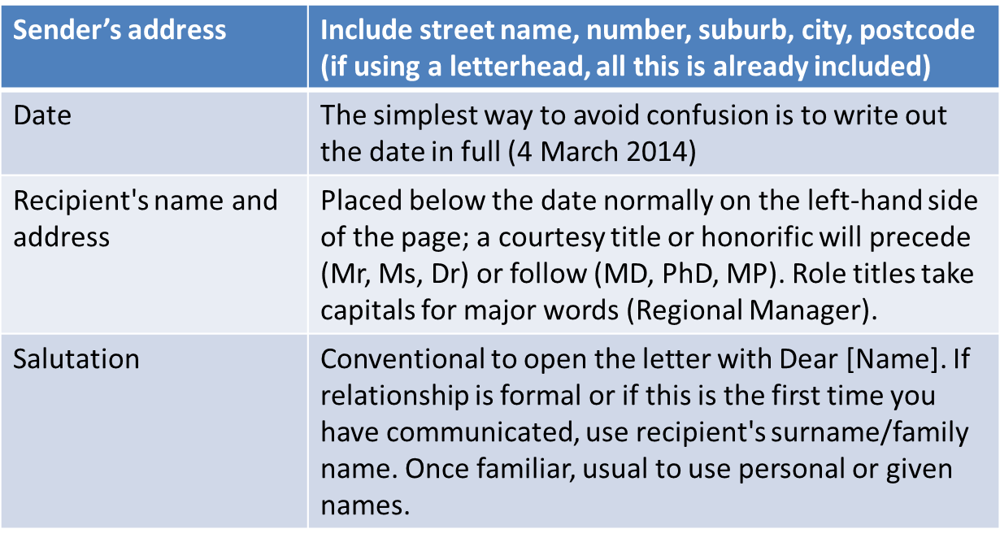 Sender’s address
Include street name, number, suburb, city, postcode
(if using a letterhead, all this is already included)
Date
The simplest way to avoid confusion is to write out
the date in full (4 March 2014)
Recipient's name and
address
Placed below the date normally on the left-hand side
of the page; a courtesy title or honorific will precede
(Mr, Ms, Dr) or follow (MD, PhD, MP). Role titles take
capitals for major words (Regional Manager).
Salutation
Conventional to open the letter with Dear [Name]. If
relationship is formal or if this is the first time you
have communicated, use recipient's surname/family
name. Once familiar, usual to use personal or given
names.